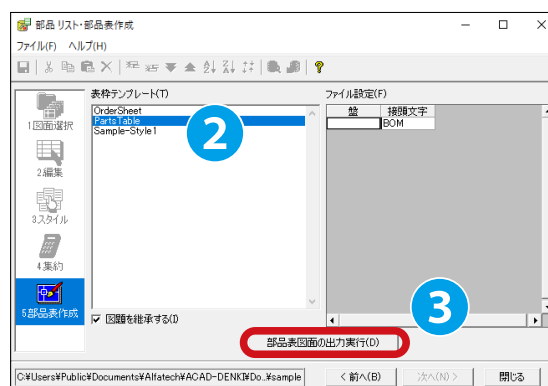 部品 リスト・部品表作成
ファイル(F) ヘルプ(H)
1図面選択
2.編集
3.スタイル
4.集約
5.部品表作成
表枠テンプレート(T)
OrderSheet
PartsTable
Sample-Style1
2
図題を継承する(I)
ファイル設定(F)
盤 接頭文字
BOM
3
部品表図面の出力実行(D)
C:¥Users¥Public¥Documents¥Alfatech¥ACAD-DENKI¥Do..¥sample
< 前へ(B) 次へ(N) > 閉じる